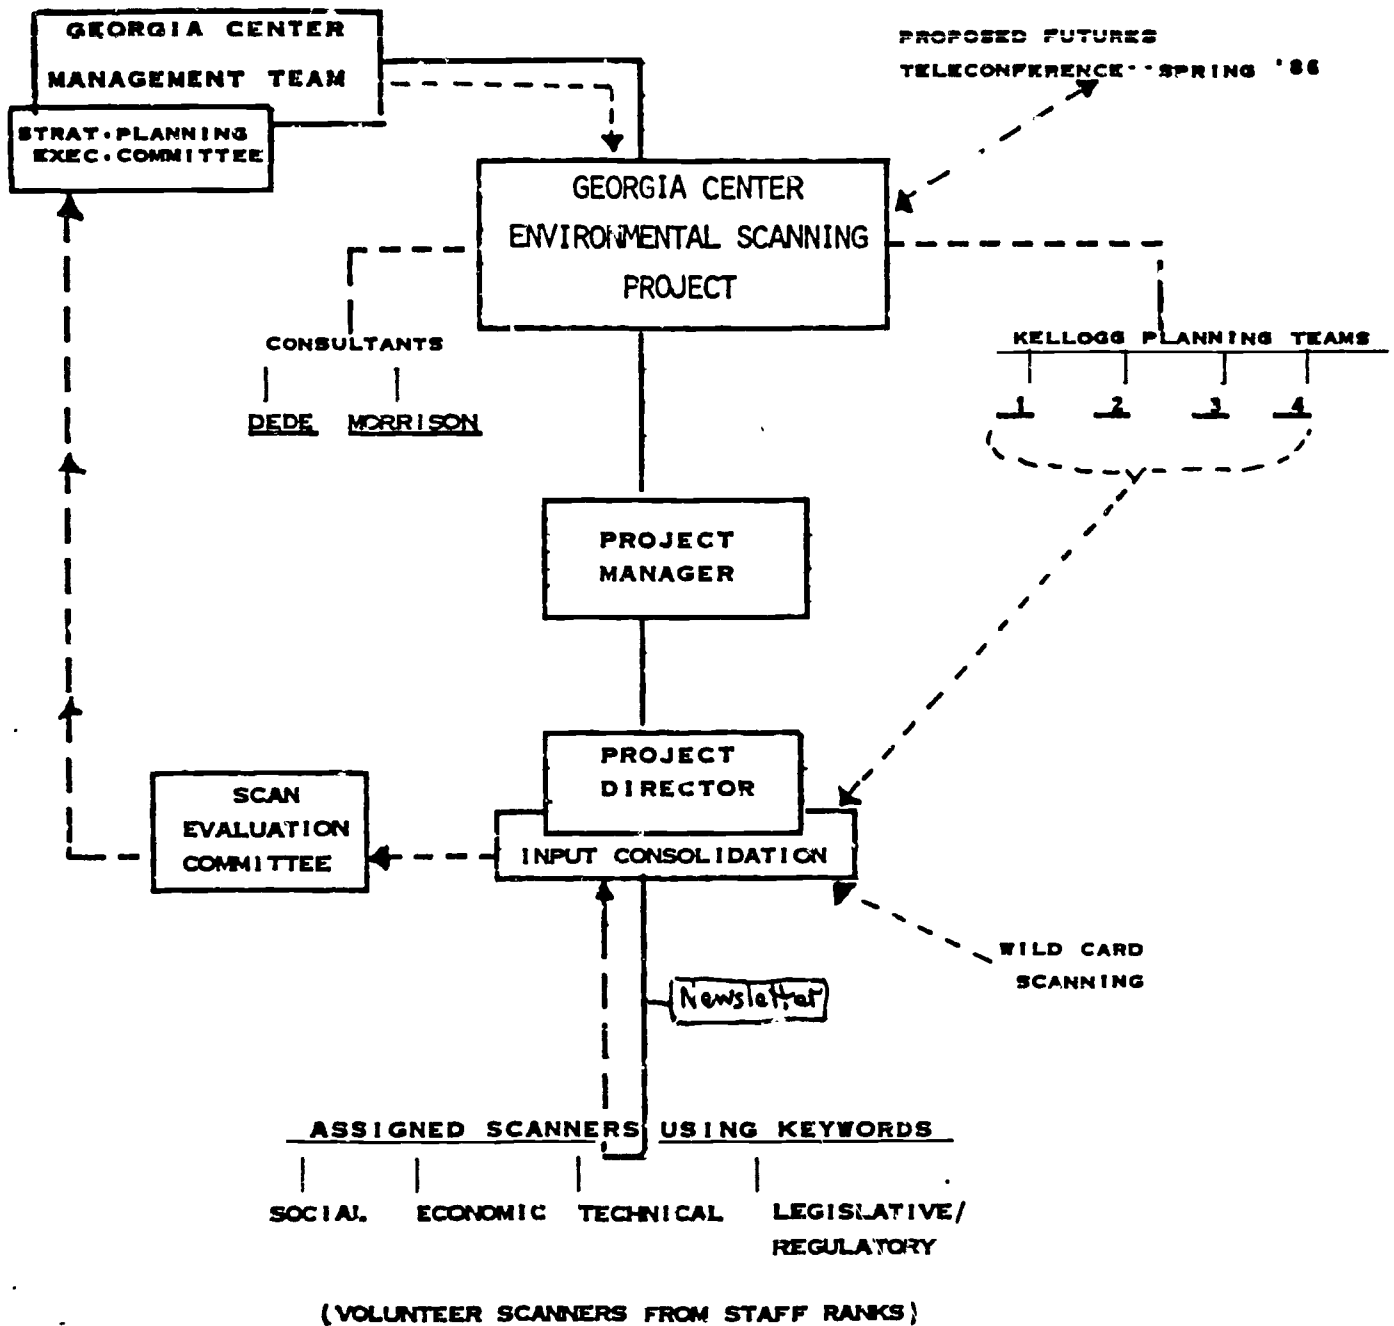 GEORGIA CENTER
MANAGEMENT TEAM
STRAT. PLANNING
EXEC. COMMITTEE
PROPOSED FUTURES
TELECONFERENCE--SPRING '86
GEORGIA CENTER
ENVIRONMENTAL SCANNING
PROJECT
CONSULTANTS
DEDE MORRISON
KELLOGG PLANNING TEAMS
1 2 3 4
PROJECT
MANAGER
PROJECT
DIRECTOR
INPUT CONSOLIDATION
SCAN
EVALUATION
COMMITTEE
WILD CARD
SCANNING
Newsletter
ASSIGNED SCANNERS USING KEYWORDS
SOCIAL ECONOMIC TECHNICAL LEGISLATIVE/
REGULATORY
(VOLUNTEER SCANNERS FROM STAFF RANKS)